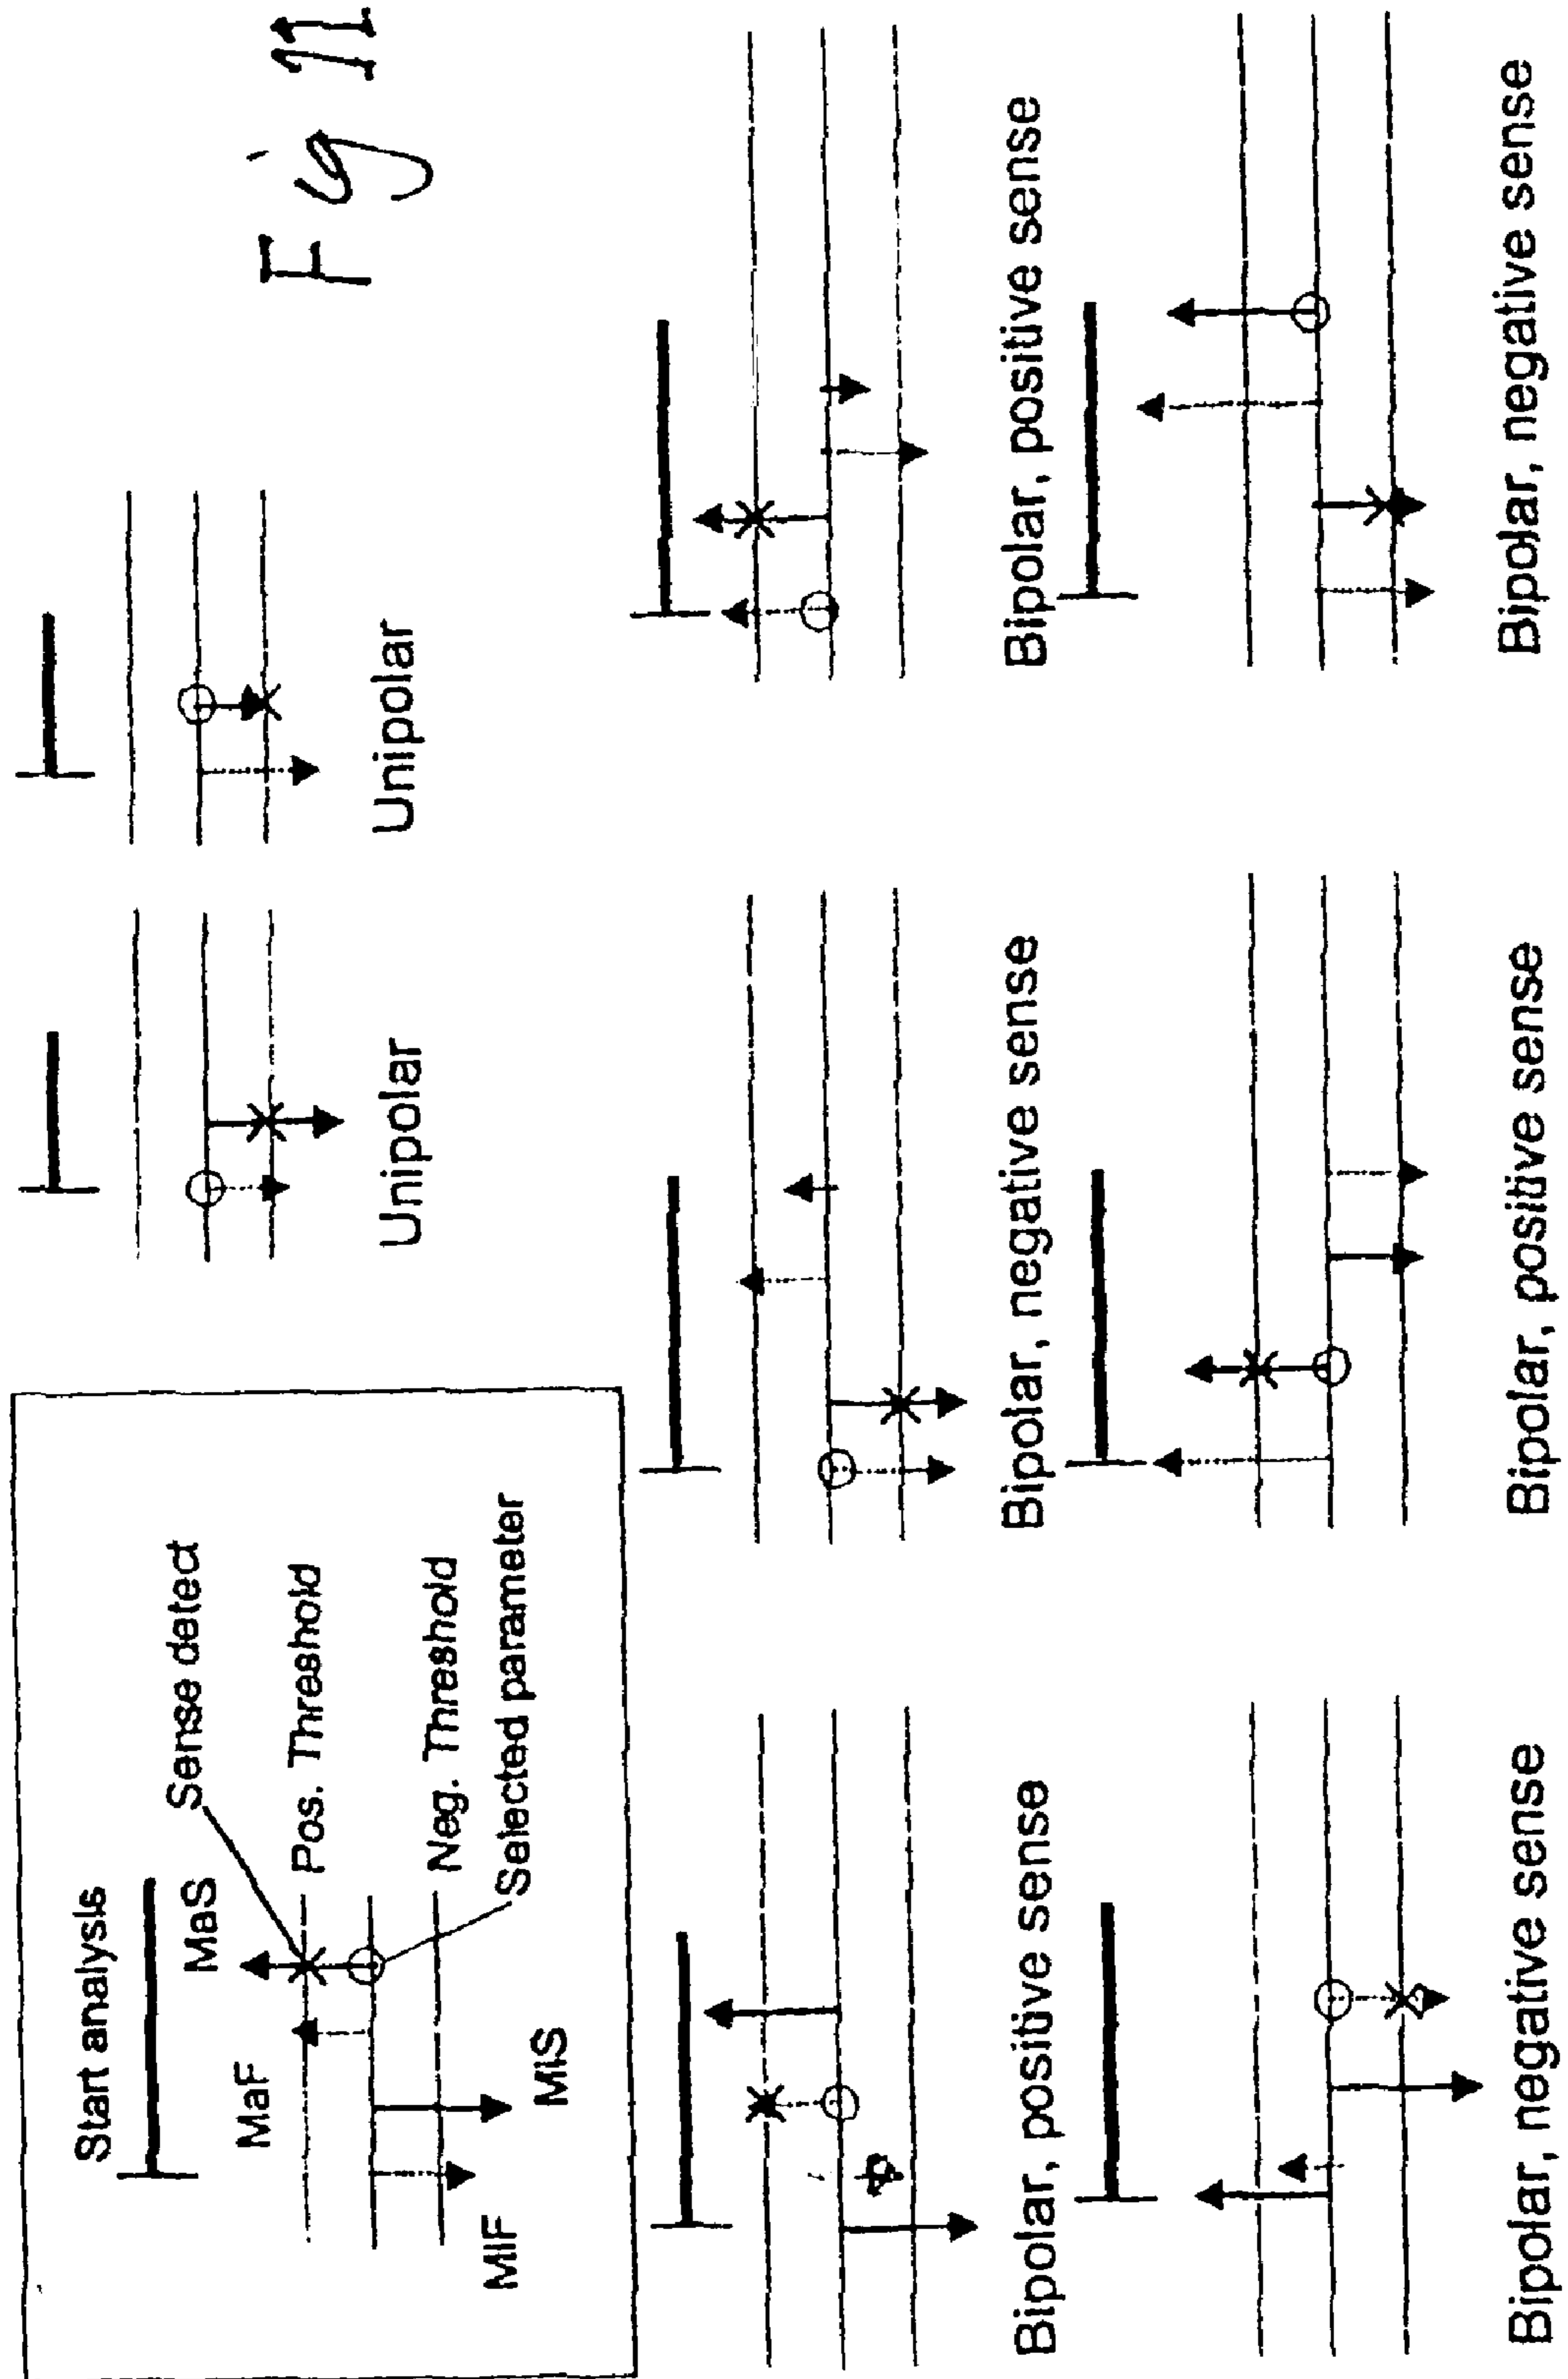 Fig 11
Start analysis
MaS
MaF
Sense detect
Pos. Threshold
Neg. Threshold
Selected parameter
MIS
MIF
Unipolar
Unipolar
Bipolar, positive sense
Bipolar, negative sense
Bipolar, positive sense
Bipolar, negative sense
Bipolar, positive sense
Bipolar, negative sense